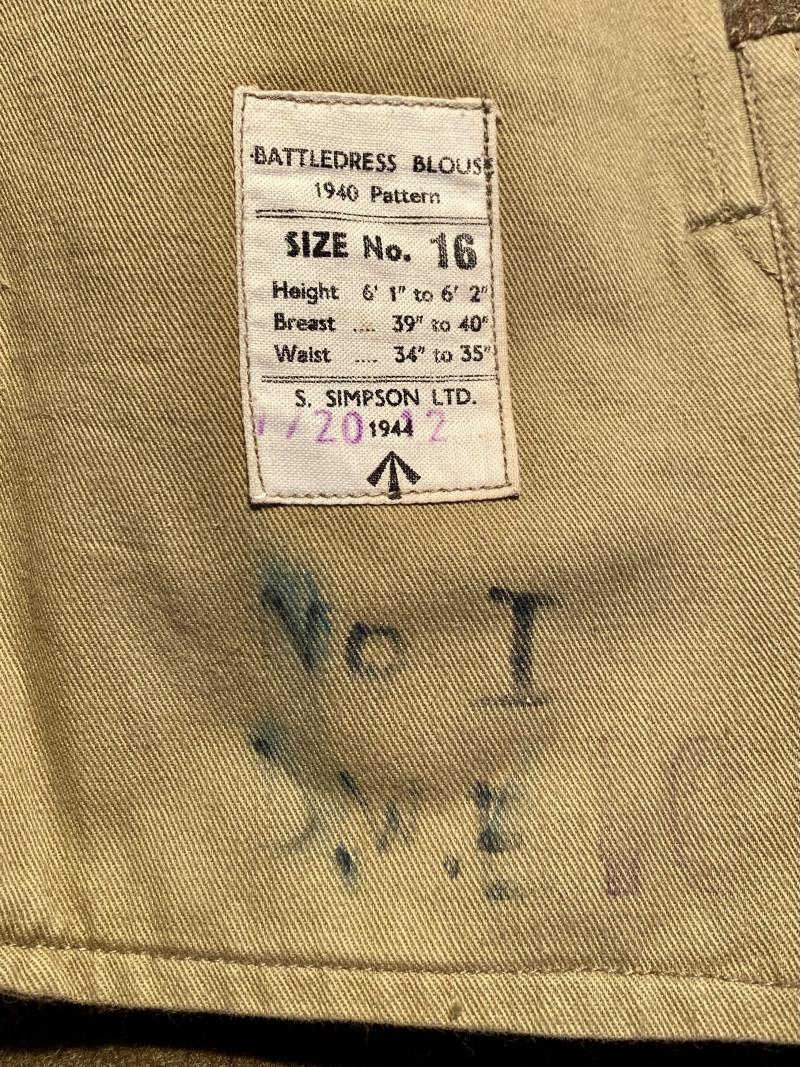 BATTLEDRESS BLOUSE
1940 Pattern
SIZE No. 16
Height 6' 1" to 6' 2"
Breast .... 39" to 40"
Waist .... 34" to 35"
S. SIMPSON LTD.
20 1944 12
No I